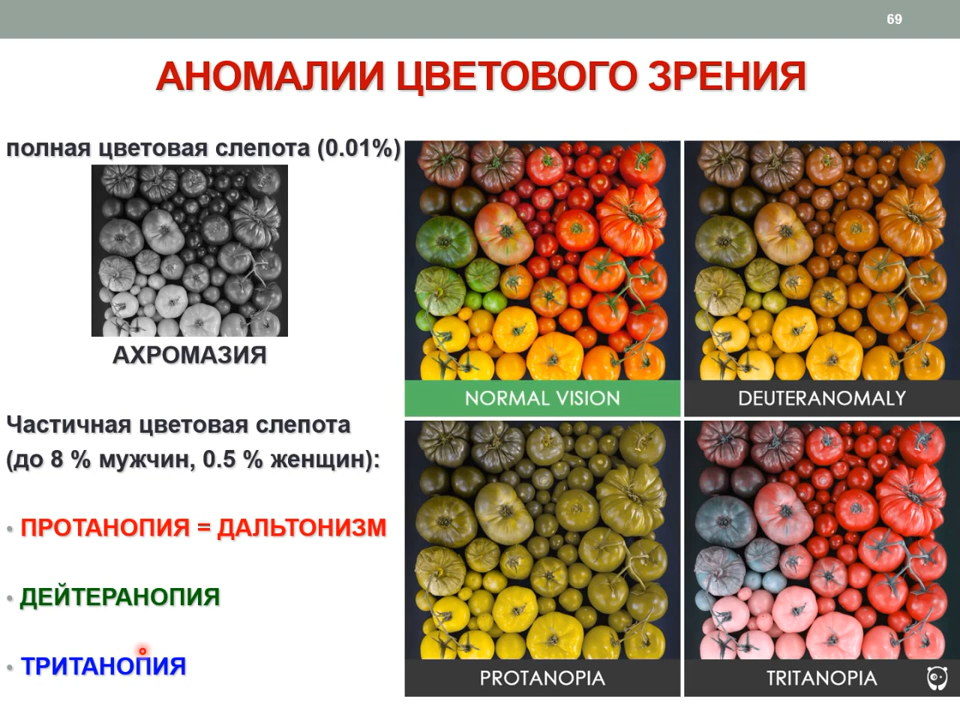 69
АНОМАЛИИ ЦВЕТОВОГО ЗРЕНИЯ
полная цветовая слепота (0.01%)
АХРОМАЗИЯ
Частичная цветовая слепота
(до 8 % мужчин, 0.5 % женщин):
• ПРОТАНОПИЯ = ДАЛЬТОНИЗМ
• ДЕЙТЕРАНОПИЯ
• ТРИТАНОПИЯ
NORMAL VISION
DEUTERANOMALY
PROTANOPIA
TRITANOPIA